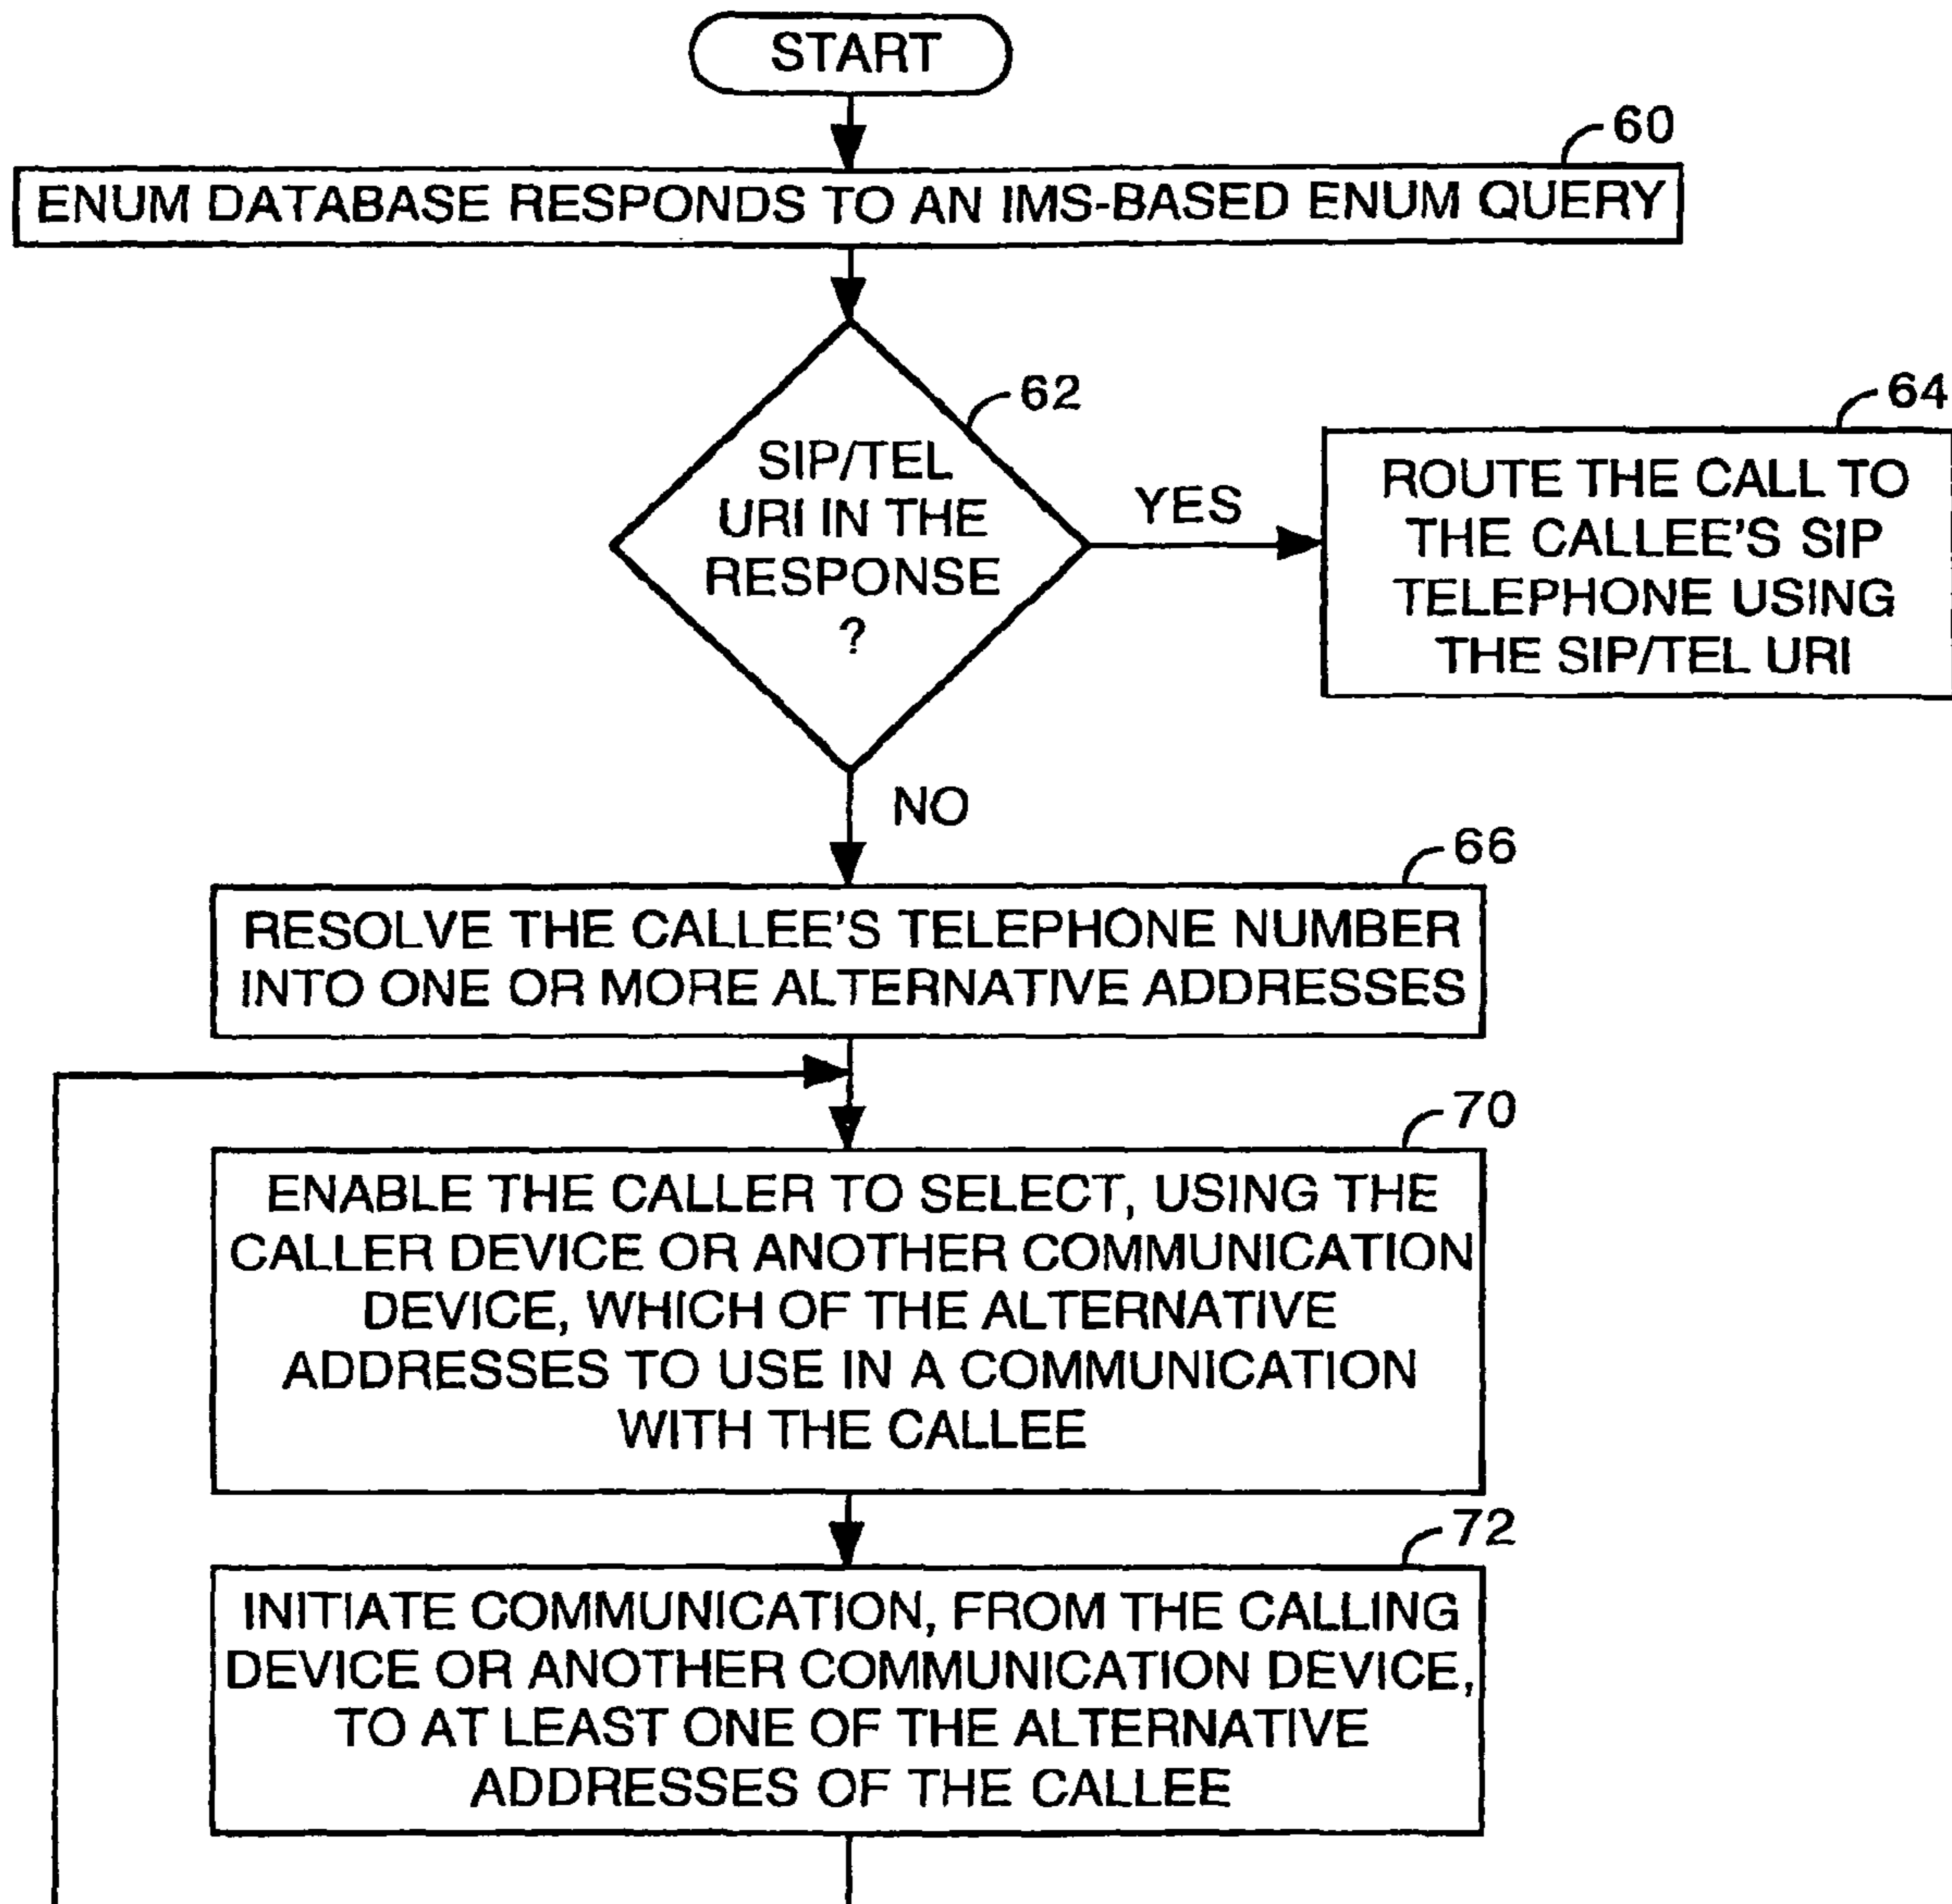 START
60
ENUM DATABASE RESPONDS TO AN IMS-BASED ENUM QUERY
62
SIP/TEL
URI IN THE
RESPONSE
?
YES
64
ROUTE THE CALL TO
THE CALLEE'S SIP
TELEPHONE USING
THE SIP/TEL URI
NO
66
RESOLVE THE CALLEE'S TELEPHONE NUMBER
INTO ONE OR MORE ALTERNATIVE ADDRESSES
70
ENABLE THE CALLER TO SELECT, USING THE
CALLER DEVICE OR ANOTHER COMMUNICATION
DEVICE, WHICH OF THE ALTERNATIVE
ADDRESSES TO USE IN A COMMUNICATION
WITH THE CALLEE
72
INITIATE COMMUNICATION, FROM THE CALLING
DEVICE OR ANOTHER COMMUNICATION DEVICE,
TO AT LEAST ONE OF THE ALTERNATIVE
ADDRESSES OF THE CALLEE